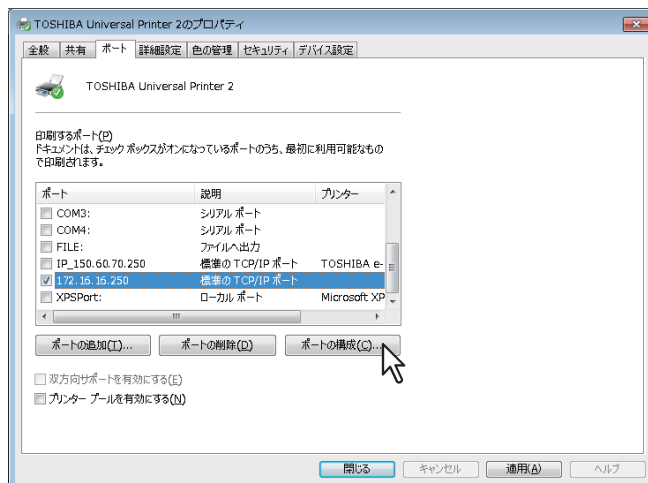 TOSHIBA Universal Printer 2のプロパティ
全般 共有 ポート 詳細設定 色の管理 セキュリティ デバイス設定
TOSHIBA Universal Printer 2
印刷するポート(P)
ドキュメントは、チェック ボックスがオンになっているポートのうち、最初に利用可能なもの
で印刷されます。
ポート 説明 プリンター
COM3: シリアル ポート
COM4: シリアル ポート
FILE: ファイルへ出力
IP_150.60.70.250 標準の TCP/IP ポート TOSHIBA e-
172.16.16.250 標準の TCP/IP ポート
XPSPort: ローカル ポート Microsoft XP
ポートの追加(T)... ポートの削除(D) ポートの構成(C)...
双方向サポートを有効にする(E)
プリンター プールを有効にする(N)
閉じる キャンセル 適用(A) ヘルプ